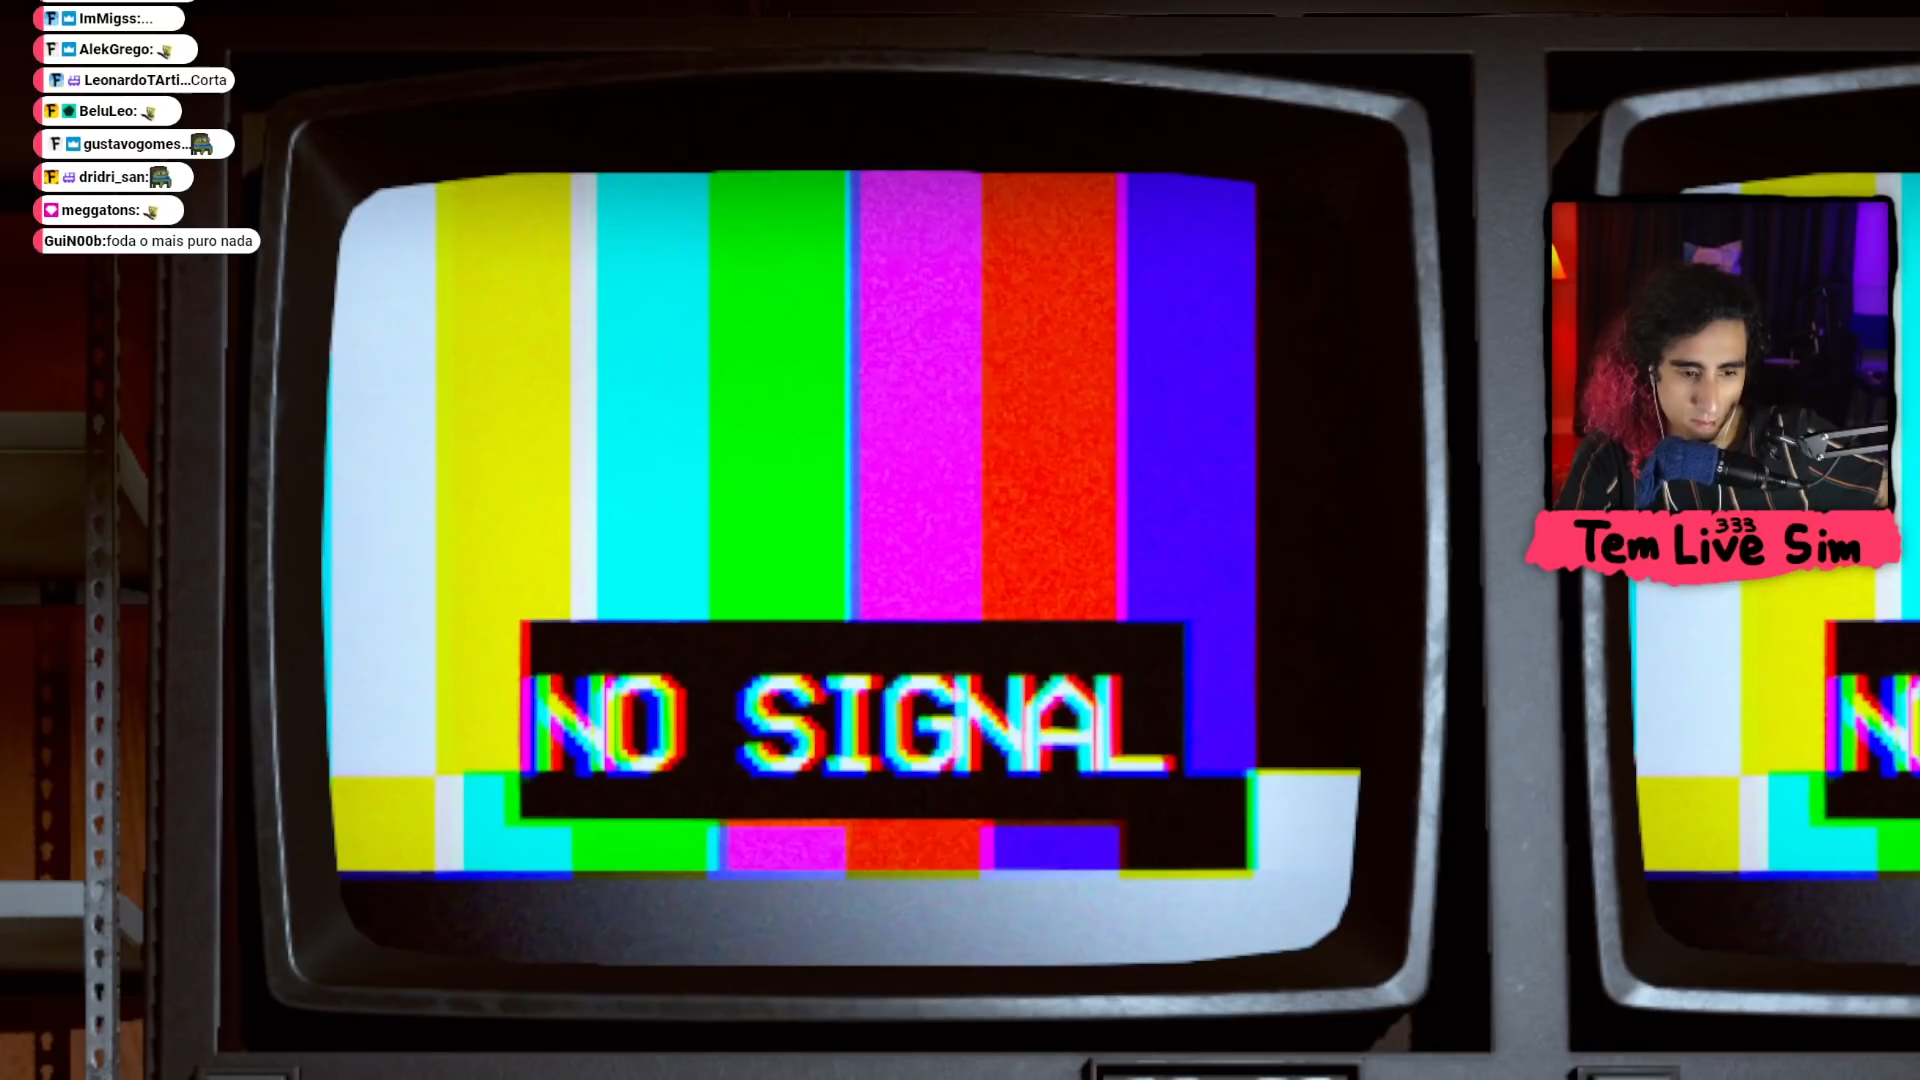 ImMigss:...
AlekGrego:
LeonardoTArti...Corta
BeluLeo:
gustavogomes...
dridri_san:
meggatons:
GuiN00b:foda o mais puro nada
333
Tem Live Sim
NO SIGNAL
NO